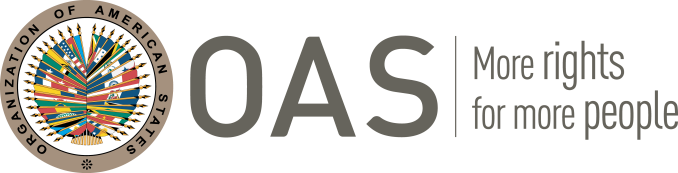 ORGANIZATION OF AMERICAN STATES
OAS
More rights
for more people